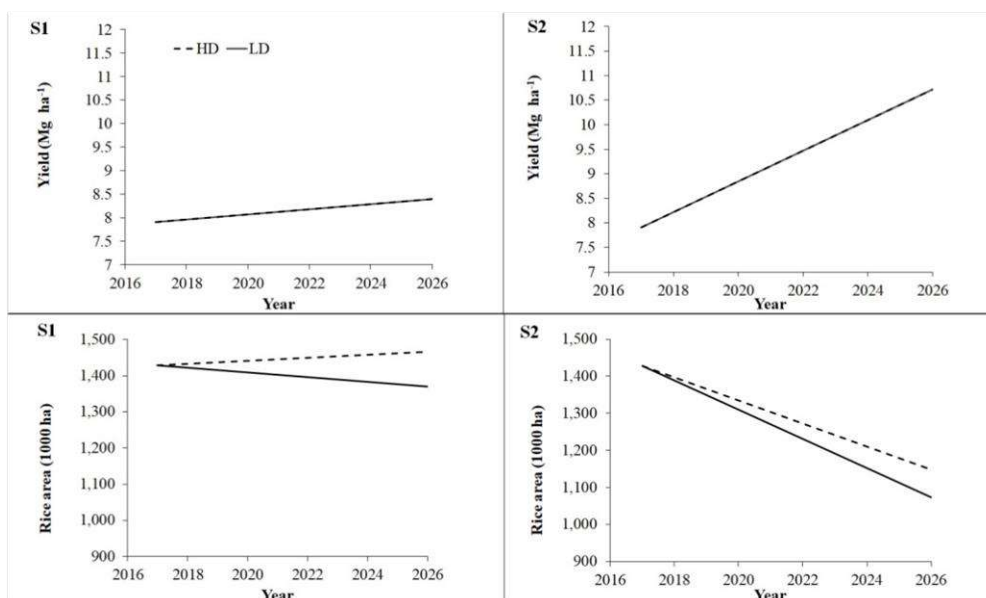 S1
HD LD
12
11.5
11
10.5
10
9.5
9
8.5
8
7.5
7
Yield (Mg ha-1)
2016 2018 2020 2022 2024 2026
Year
S2
12
11.5
11
10.5
10
9.5
9
8.5
8
7.5
7
Yield (Mg ha-1)
2016 2018 2020 2022 2024 2026
Year
S1
1,500
1,400
1,300
1,200
1,100
1,000
900
Rice area (1000 ha)
2016 2018 2020 2022 2024 2026
Year
S2
1,500
1,400
1,300
1,200
1,100
1,000
900
Rice area (1000 ha)
2016 2018 2020 2022 2024 2026
Year